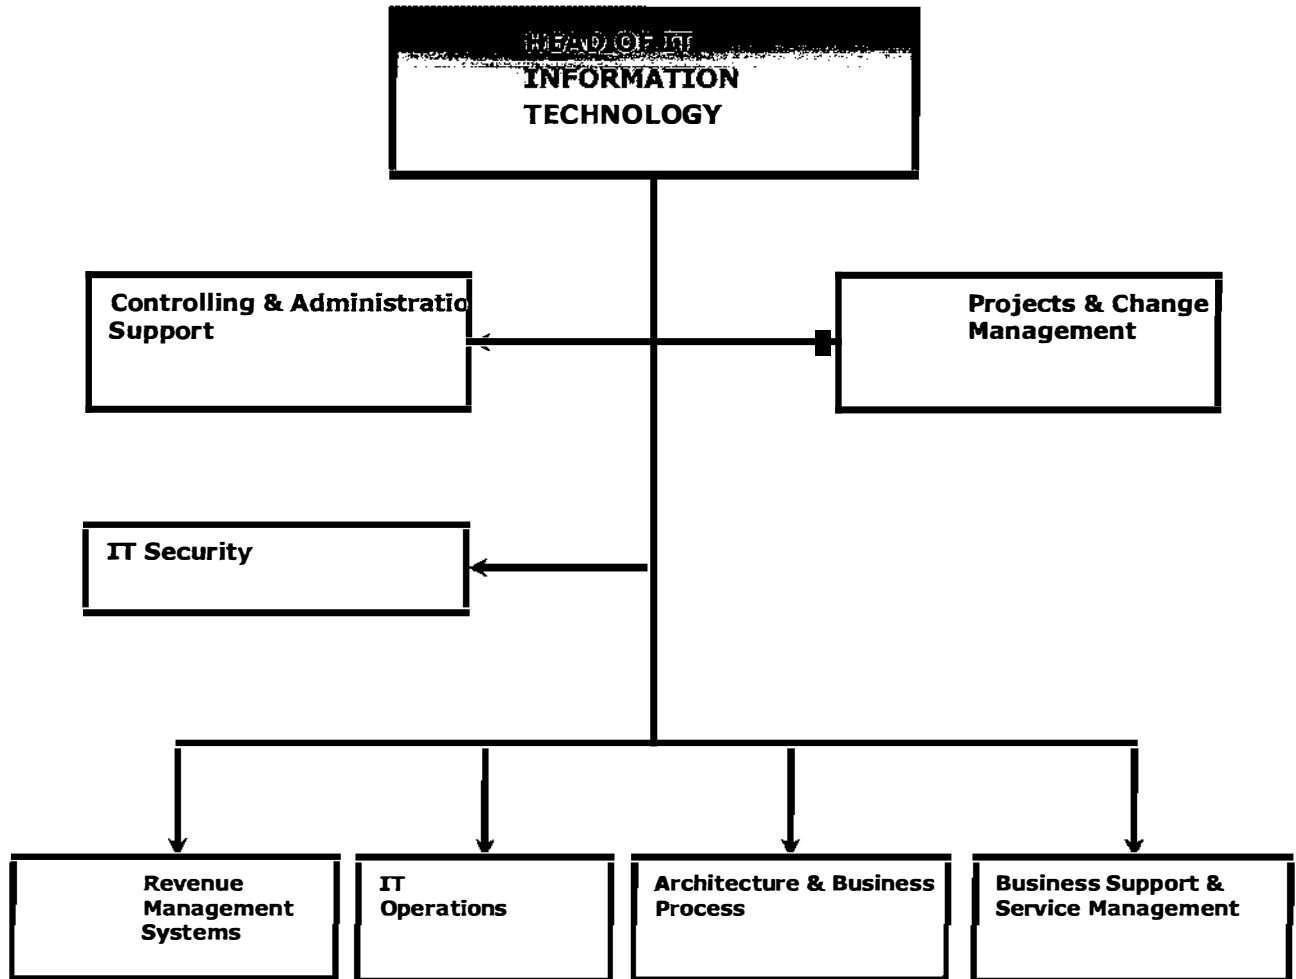 HEAD OF IT
INFORMATION
TECHNOLOGY
Controlling & Administratio
Support
Projects & Change
Management
IT Security
Revenue
Management
Systems
IT
Operations
Architecture & Business
Process
Business Support &
Service Management